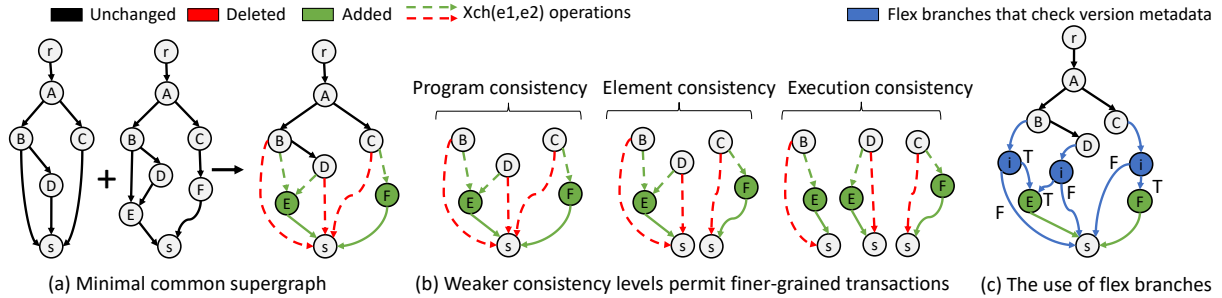 Unchanged Deleted Added Xch(e1,e2) operations Flex branches that check version metadata
r r r r
A A A A
Program consistency Element consistency Execution consistency
B C B C B C B C B C B D C B C
D + D D D D i T D F i
E F E F E F E F E E F E T i F T F
s s s s s s s s s F s
(a) Minimal common supergraph (b) Weaker consistency levels permit finer-grained transactions (c) The use of flex branches